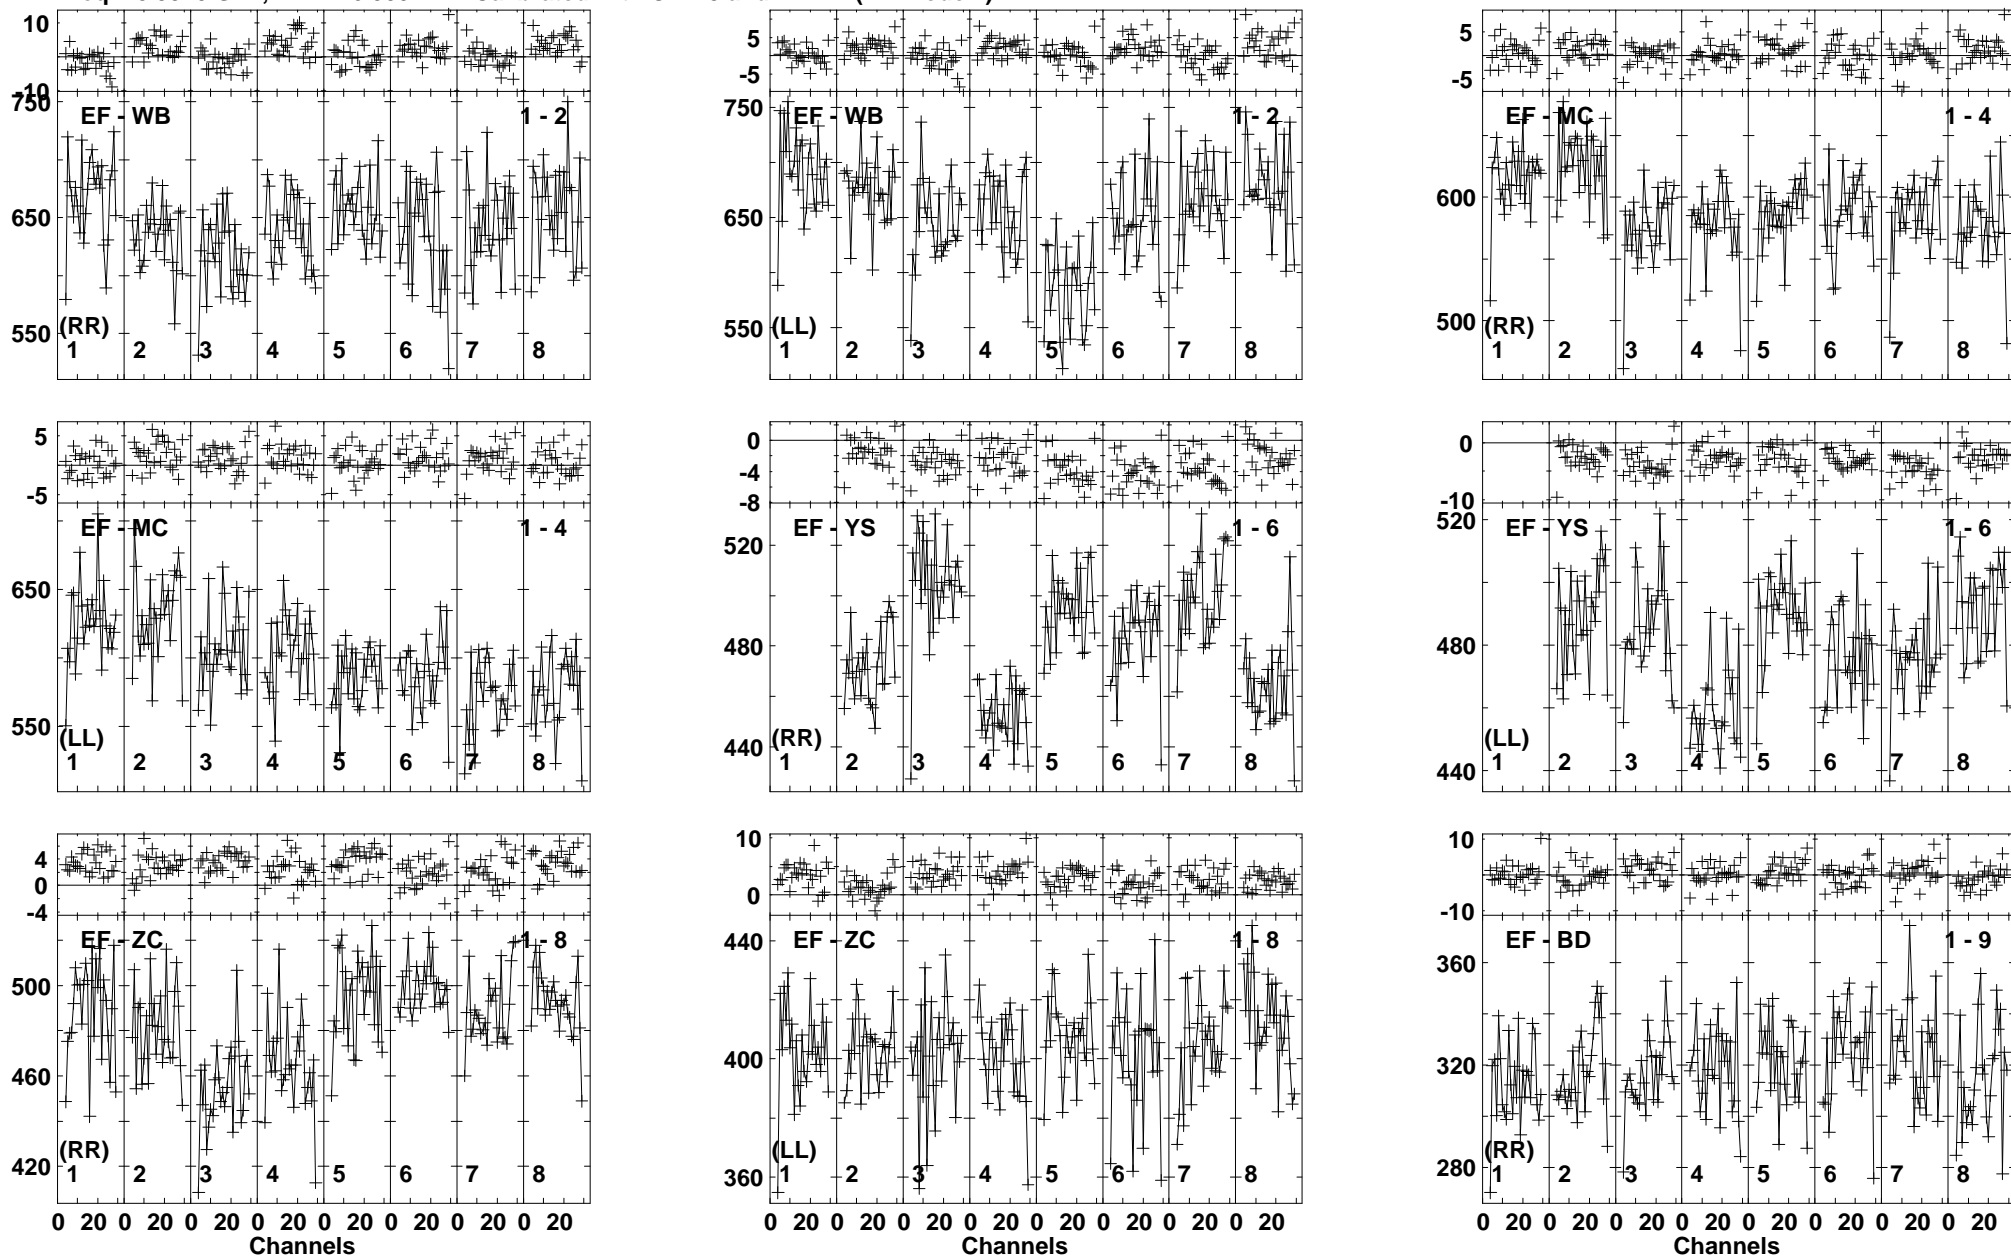 10
-10
750
650
550
EF - WB
1 - 2
(RR)
1 2 3 4 5 6 7 8
5
-5
750
650
550
EF - WB
1 - 2
(LL)
1 2 3 4 5 6 7 8
5
-5
600
500
EF - MC
1 - 4
(RR)
1 2 3 4 5 6 7 8
5
-5
650
550
EF - MC
1 - 4
(LL)
1 2 3 4 5 6 7 8
0
-4
-8
520
480
440
EF - YS
1 - 6
(RR)
1 2 3 4 5 6 7 8
0
-10
520
480
440
EF - YS
1 - 6
(LL)
1 2 3 4 5 6 7 8
4
0
-4
500
460
420
EF - ZC
1 - 8
(RR)
1 2 3 4 5 6 7 8
0 20 0 20 0 20 0 20 0 20 0 20 0 20 0 20
Channels
10
0
440
400
360
EF - ZC
1 - 8
(LL)
1 2 3 4 5 6 7 8
0 20 0 20 0 20 0 20 0 20 0 20 0 20 0 20
Channels
10
-10
360
320
280
EF - BD
1 - 9
(RR)
1 2 3 4 5 6 7 8
0 20 0 20 0 20 0 20 0 20 0 20 0 20 0 20
Channels